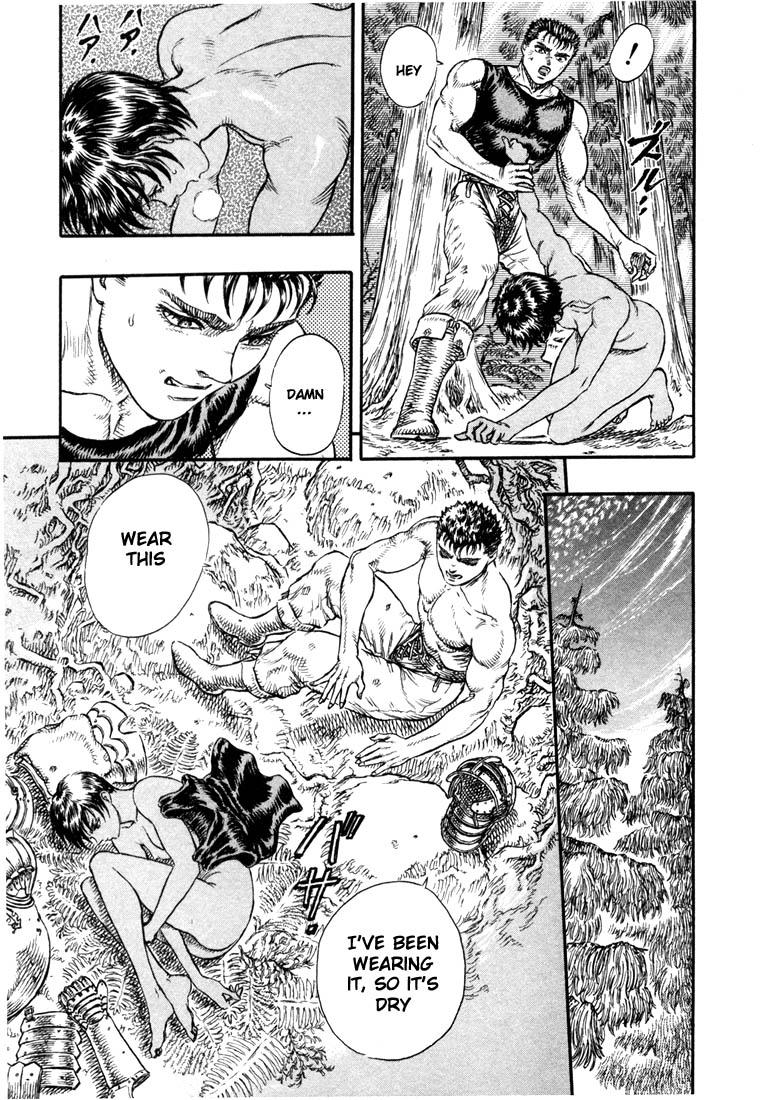 !
HEY
ズルッ
ハア、
ハア、
DAMN
...
WEAR
THIS
バサ
I'VE BEEN
WEARING
IT, SO IT'S
DRY